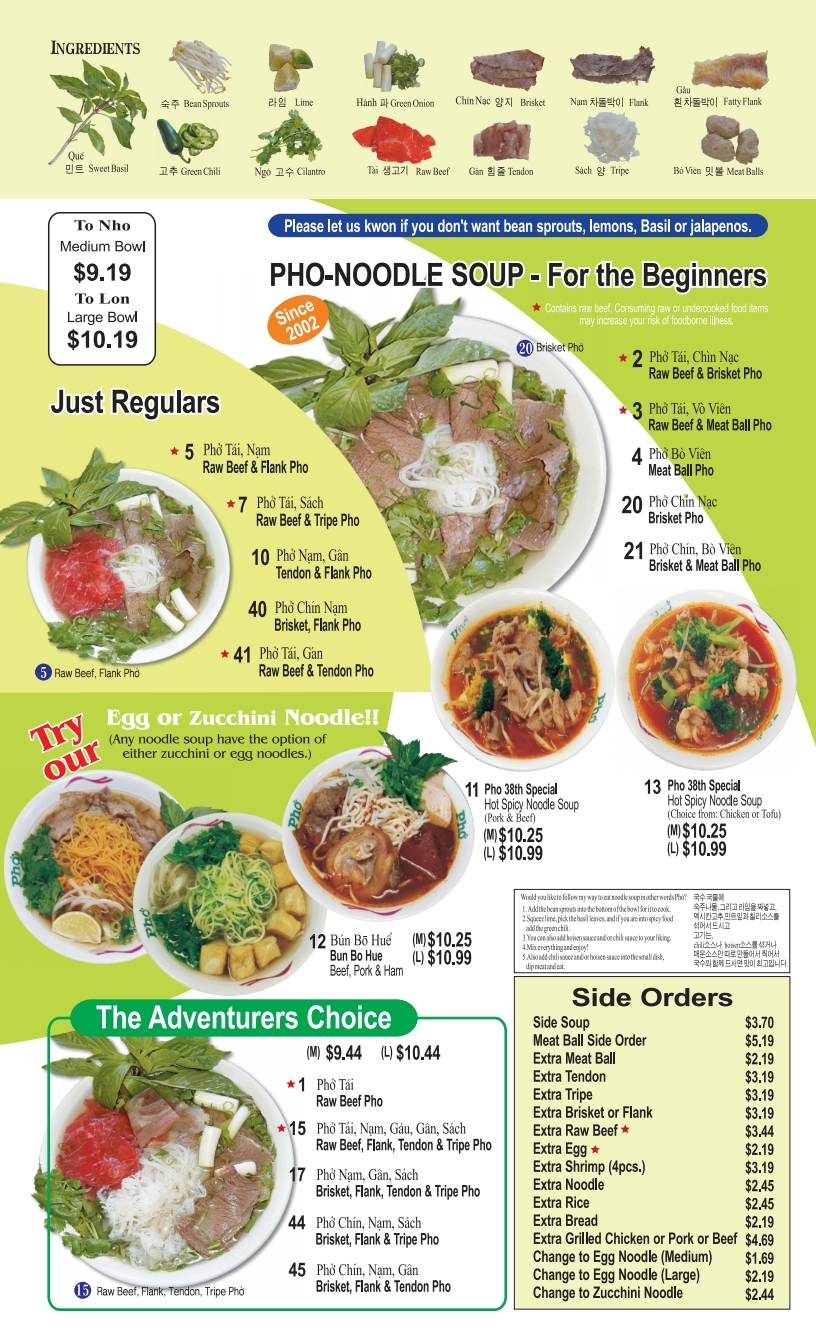 INGREDIENTS
숙주 Bean Sprouts
라임 Lime
Hành 파 Green Onion
Chín Nạc 양지 Brisket
Nam 차돌박이 Flank
Gâu
흰차돌박이 Fatty Flank
Quế
민트 Sweet Basil
고추 Green Chili
Ngò 고수 Cilantro
Tái 생고기 Raw Beef
Gân 힘줄 Tendon
Sách 양 Tripe
Bò Viên 밋볼 Meat Balls
To Nho
Medium Bowl
$9.19
To Lon
Large Bowl
$10.19
Please let us kwon if you don't want bean sprouts, lemons, Basil or jalapenos.
PHO-NOODLE SOUP - For the Beginners
Since
2002
★ Contains raw beef, Consuming raw or undercooked food items
may increase your risk of foodborne illness.
20 Brisket Phở
★ 2 Phở Tái, Chìn Nạc
Raw Beef & Brisket Pho
★ 3 Phở Tái, Vò Viên
Raw Beef & Meat Ball Pho
4 Phở Bò Viên
Meat Ball Pho
20 Phở Chín Nạc
Brisket Pho
21 Phở Chín, Bò Viên
Brisket & Meat Ball Pho
Just Regulars
★ 5 Phở Tái, Nạm
Raw Beef & Flank Pho
★ 7 Phở Tái, Sách
Raw Beef & Tripe Pho
10 Phở Nạm, Gân
Tendon & Flank Pho
40 Phở Chín Nạm
Brisket, Flank Pho
★ 41 Phở Tái, Gan
Raw Beef & Tendon Pho
5 Raw Beef, Flank Phở
Try
our
Egg or Zucchini Noodle!!
(Any noodle soup have the option of
either zucchini or egg noodles.)
Phở
Phở
Phở
Phở
Phở
Phở
Phở
11 Pho 38th Special
Hot Spicy Noodle Soup
(Pork & Beef)
(M) $10.25
(L) $10.99
13 Pho 38th Special
Hot Spicy Noodle Soup
(Choice from: Chicken or Tofu)
(M) $10.25
(L) $10.99
12 Bún Bõ Huế (M) $10.25
Bun Bo Hue (L) $10.99
Beef, Pork & Ham
Would you like to follow my way to eat noodle soup in other words Pho?
1. Add the bean sprouts into the bottom of the bowl for it to cook.
2. Squeez lime, pick the basil leaves, and if you are into spicy food
add the green chili.
3. You can also add hoisen sauce and/or chili sauce to your liking.
4. Mix everything and enjoy!
5. Also add chili sauce and/or hoisen sauce into the small dish,
dip meat and eat.
국수 국물에
숙주나물, 그리고 라임을 짜넣고,
멕시칸고추,민트잎과 칠리소스를
섞어서 드시고
고기는,
chili소스나 hoisen소스를 섞거나
매운소스만 따로 만들어서 찍어서
국수와 함께 드시면 맛이 최고입니다.
The Adventurers Choice
(M) $9.44 (L) $10.44
★ 1 Phở Tái
Raw Beef Pho
★ 15 Phở Tái, Nạm, Gáu, Gân, Sách
Raw Beef, Flank, Tendon & Tripe Pho
17 Phở Nạm, Gân, Sách
Brisket, Flank, Tendon & Tripe Pho
44 Phở Chín, Nạm, Sách
Brisket, Flank & Tripe Pho
45 Phở Chín, Nạm, Gân
Brisket, Flank & Tendon Pho
15 Raw Beef, Flank, Tendon, Tripe Phở
Side Orders
Side Soup $3.70
Meat Ball Side Order $5.19
Extra Meat Ball $2.19
Extra Tendon $3.19
Extra Tripe $3.19
Extra Brisket or Flank $3.19
Extra Raw Beef ★ $3.44
Extra Egg ★ $2.19
Extra Shrimp (4pcs.) $3.19
Extra Noodle $2.45
Extra Rice $2.45
Extra Bread $2.19
Extra Grilled Chicken or Pork or Beef $4.69
Change to Egg Noodle (Medium) $1.69
Change to Egg Noodle (Large) $2.19
Change to Zucchini Noodle $2.44